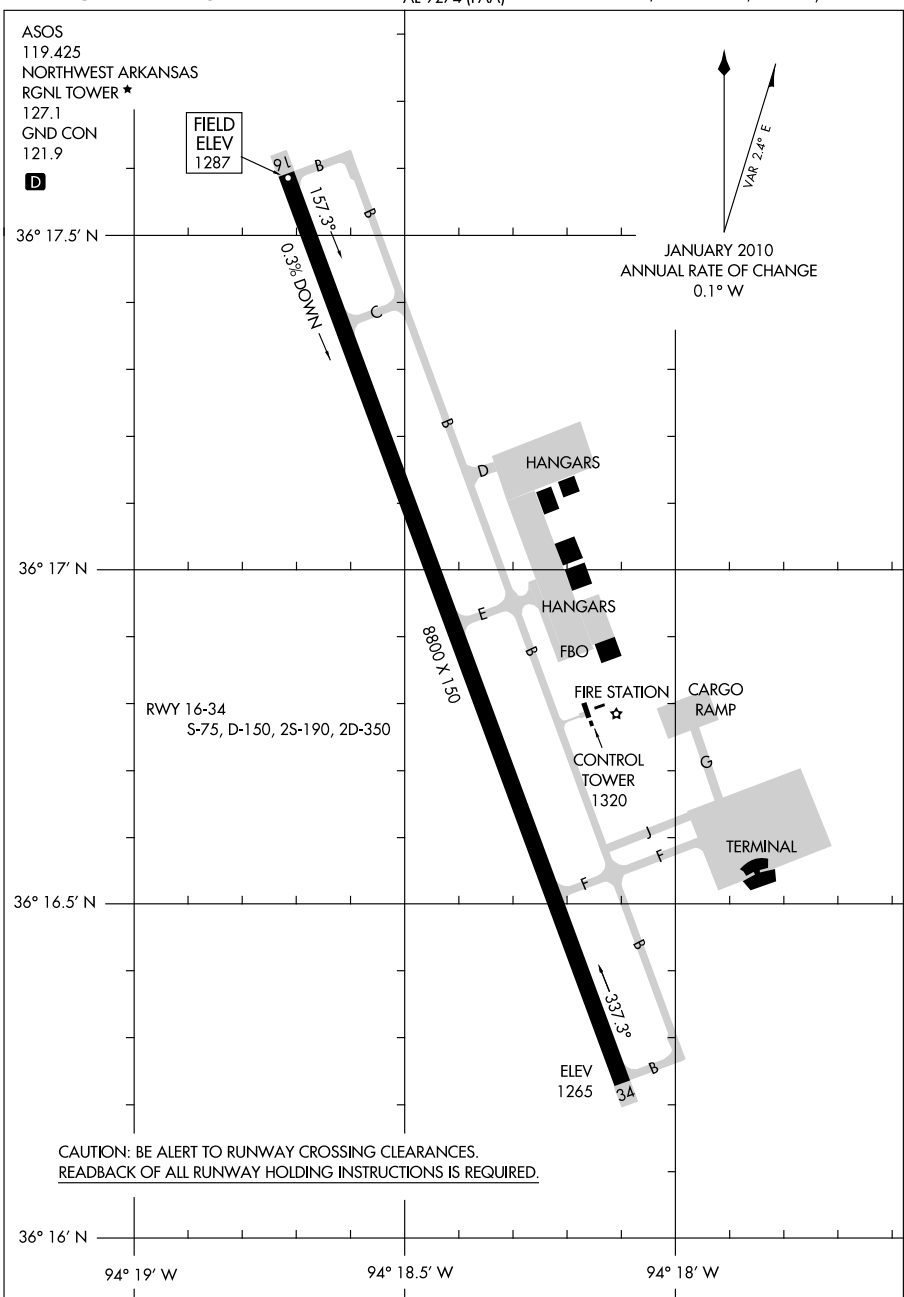 AL-9274 (FAA)
ASOS
119.425
NORTHWEST ARKANSAS
RGNL TOWER ★
127.1
GND CON
121.9
D
FIELD
ELEV
1287
VAR 2.4° E
JANUARY 2010
ANNUAL RATE OF CHANGE
0.1° W
16
B
157.3°
B
36° 17.5' N
0.3% DOWN
C
B
D
HANGARS
36° 17' N
E
HANGARS
B
FBO
8800 X 150
RWY 16-34
S-75, D-150, 2S-190, 2D-350
FIRE STATION
CARGO
RAMP
CONTROL
TOWER
1320
G
J
F
TERMINAL
F
36° 16.5' N
B
337.3°
ELEV
1265
B
34
CAUTION: BE ALERT TO RUNWAY CROSSING CLEARANCES.
READBACK OF ALL RUNWAY HOLDING INSTRUCTIONS IS REQUIRED.
36° 16' N
94° 19' W
94° 18.5' W
94° 18' W